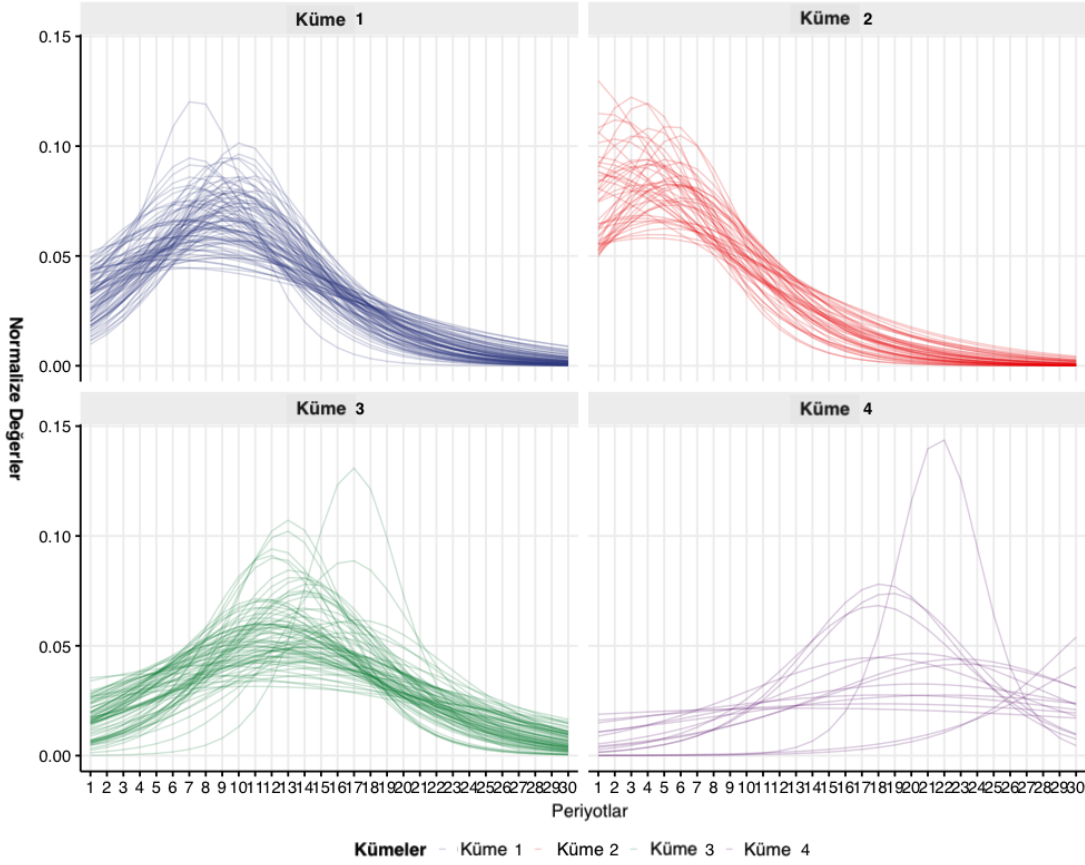 Küme 1
Küme 2
0.15
0.10
0.05
0.00
Küme 3
Küme 4
0.15
0.10
0.05
0.00
Normalize Değerler
1 2 3 4 5 6 7 8 9 10 11 12 13 14 15 16 17 18 19 20 21 22 23 24 25 26 27 28 29 30
1 2 3 4 5 6 7 8 9 10 11 12 13 14 15 16 17 18 19 20 21 22 23 24 25 26 27 28 29 30
Periyotlar
Kümeler Küme 1 Küme 2 Küme 3 Küme 4